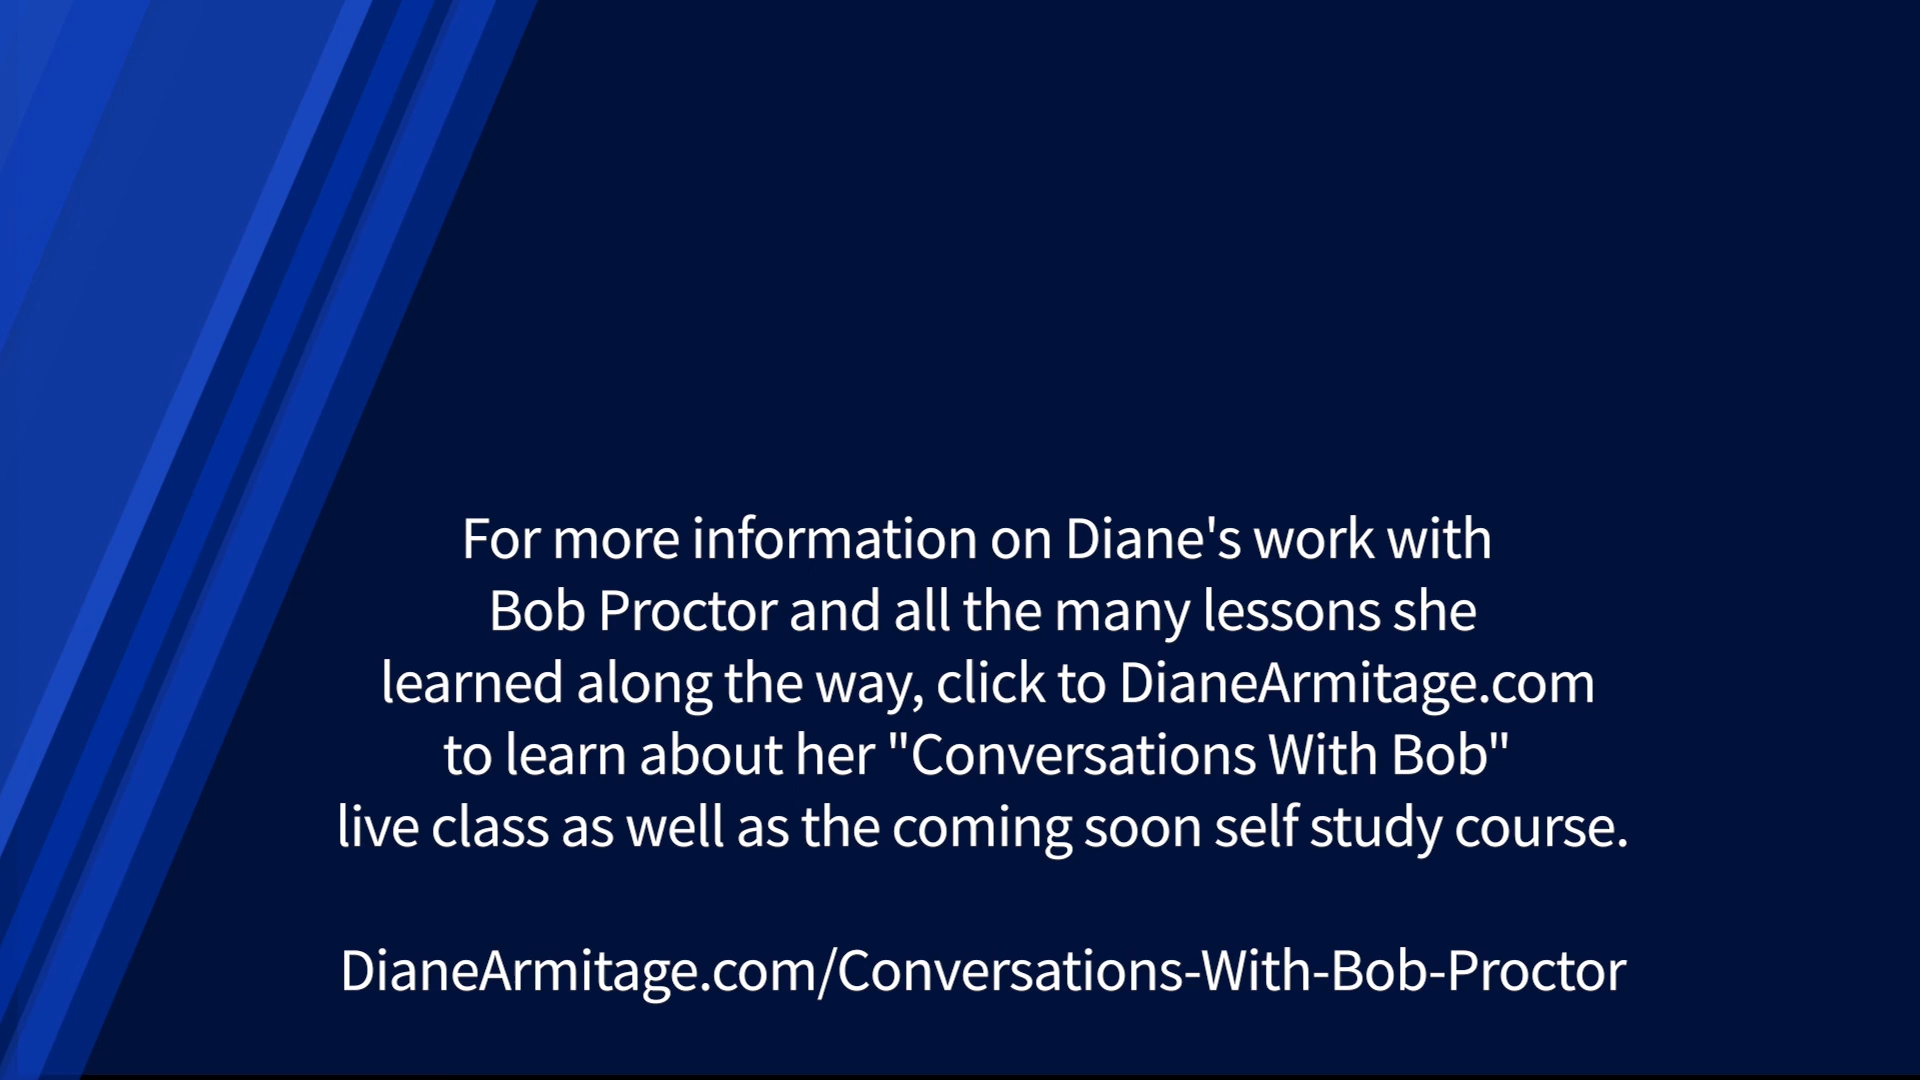 For more information on Diane's work with
Bob Proctor and all the many lessons she
learned along the way, click to DianeArmitage.com
to learn about her "Conversations With Bob"
live class as well as the coming soon self study course.
DianeArmitage.com/Conversations-With-Bob-Proctor